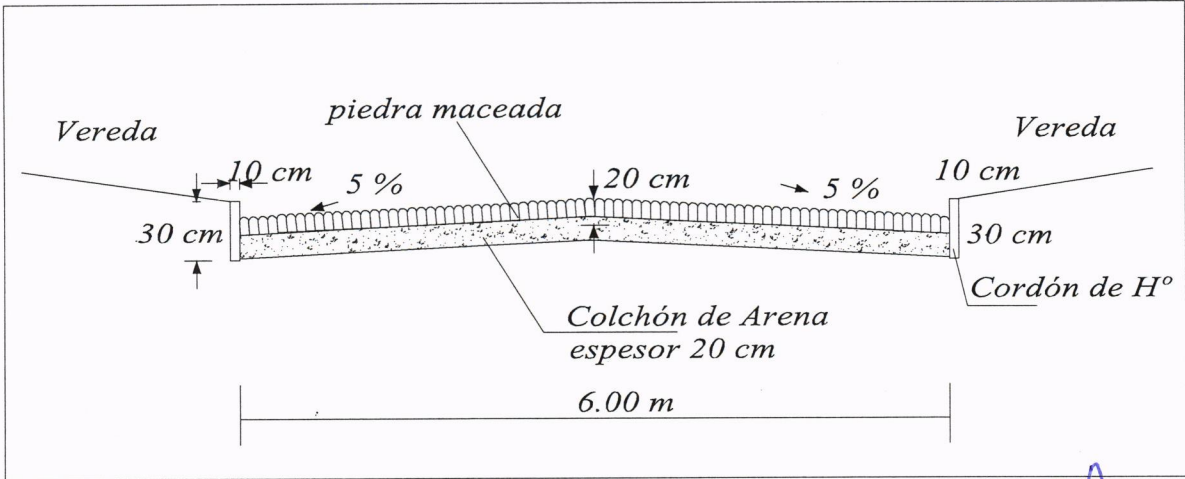 piedra maceada
Vereda
Vereda
10 cm
5 %
20 cm
5 %
10 cm
30 cm
30 cm
Cordón de Hº
Colchón de Arena
espesor 20 cm
6.00 m